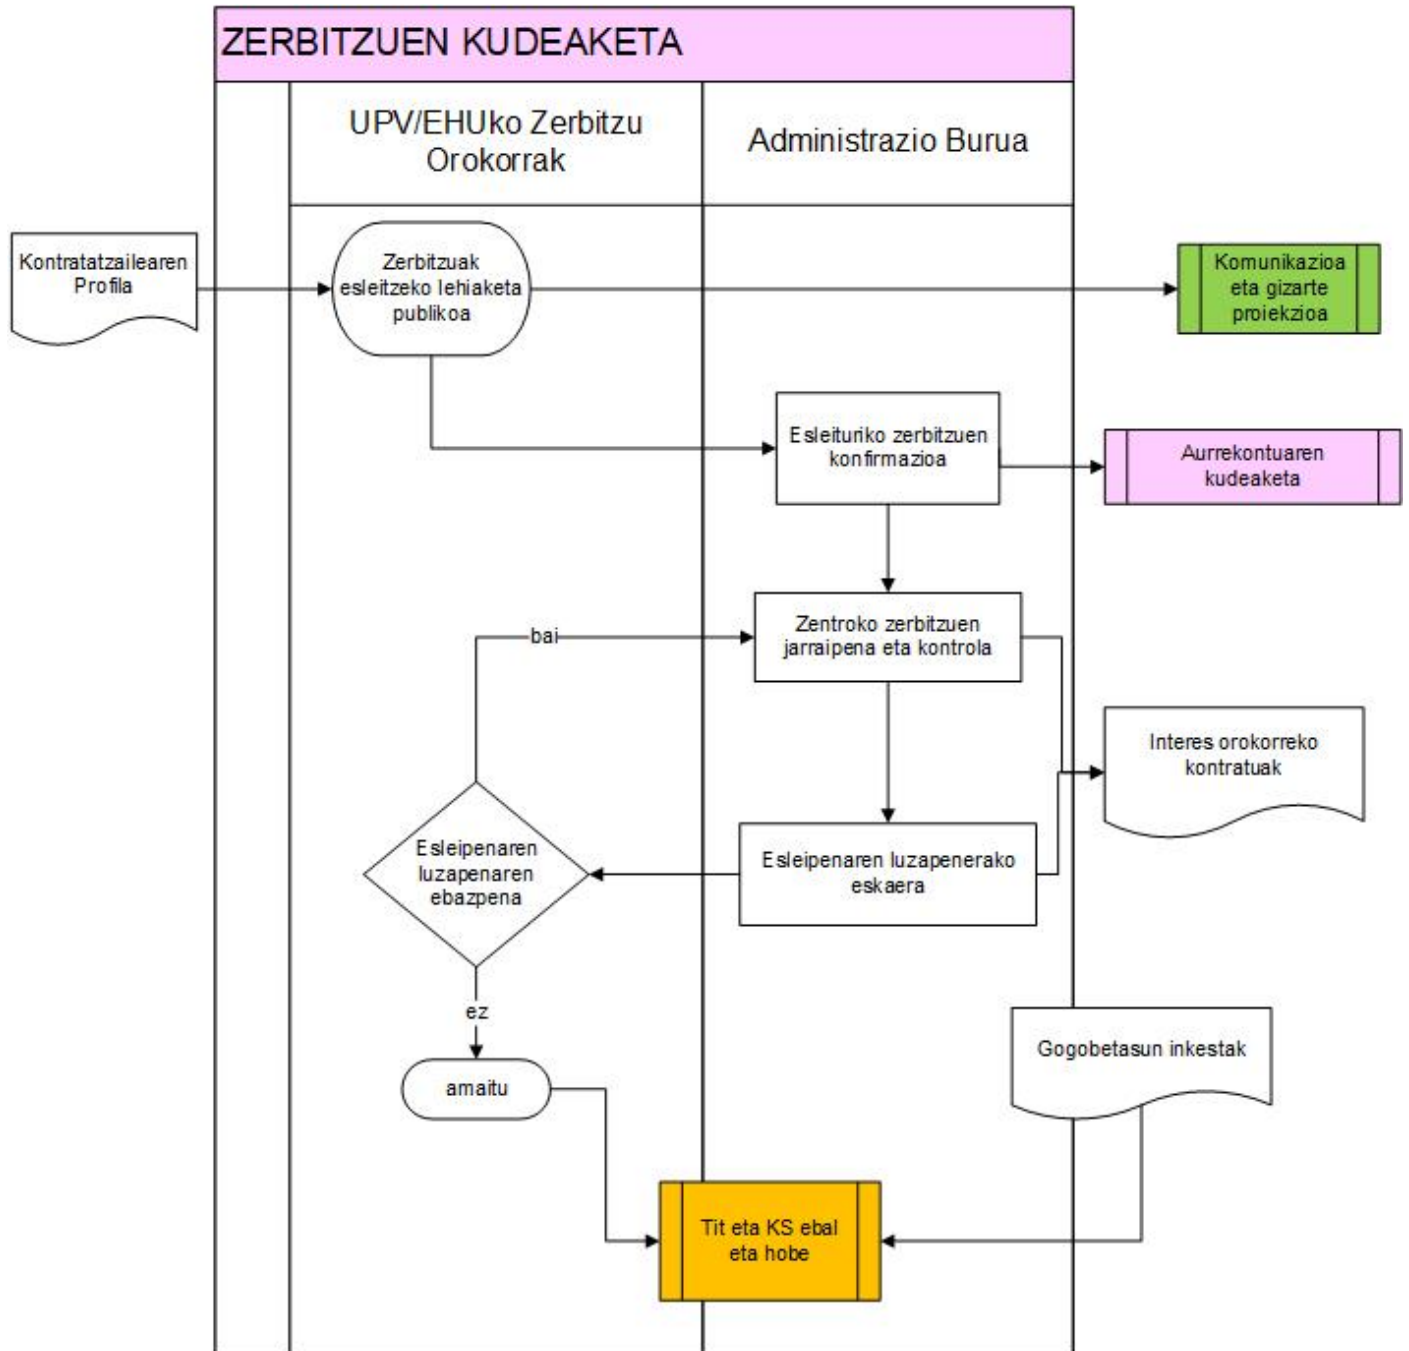 ZERBITZUEN KUDEAKETA
UPV/EHUko Zerbitzu
Orokorrak
Administrazio Burua
Kontratatzailearen
Profila
Zerbitzuak
esleitzeko lehiaketa
publikoa
Komunikazioa
eta gizarte
proiekzioa
Esleituriko zerbitzuen
konfirmazioa
Aurrekontuaren
kudeaketa
Zentroko zerbitzuen
jarraipena eta kontrola
bai
Interes orokorreko
kontratuak
Esleipenaren
luzapenaren
ebazpena
Esleipenaren luzapenerako
eskaera
ez
Gogobetasun inkestak
amaitu
Tit eta KS ebal
eta hobe